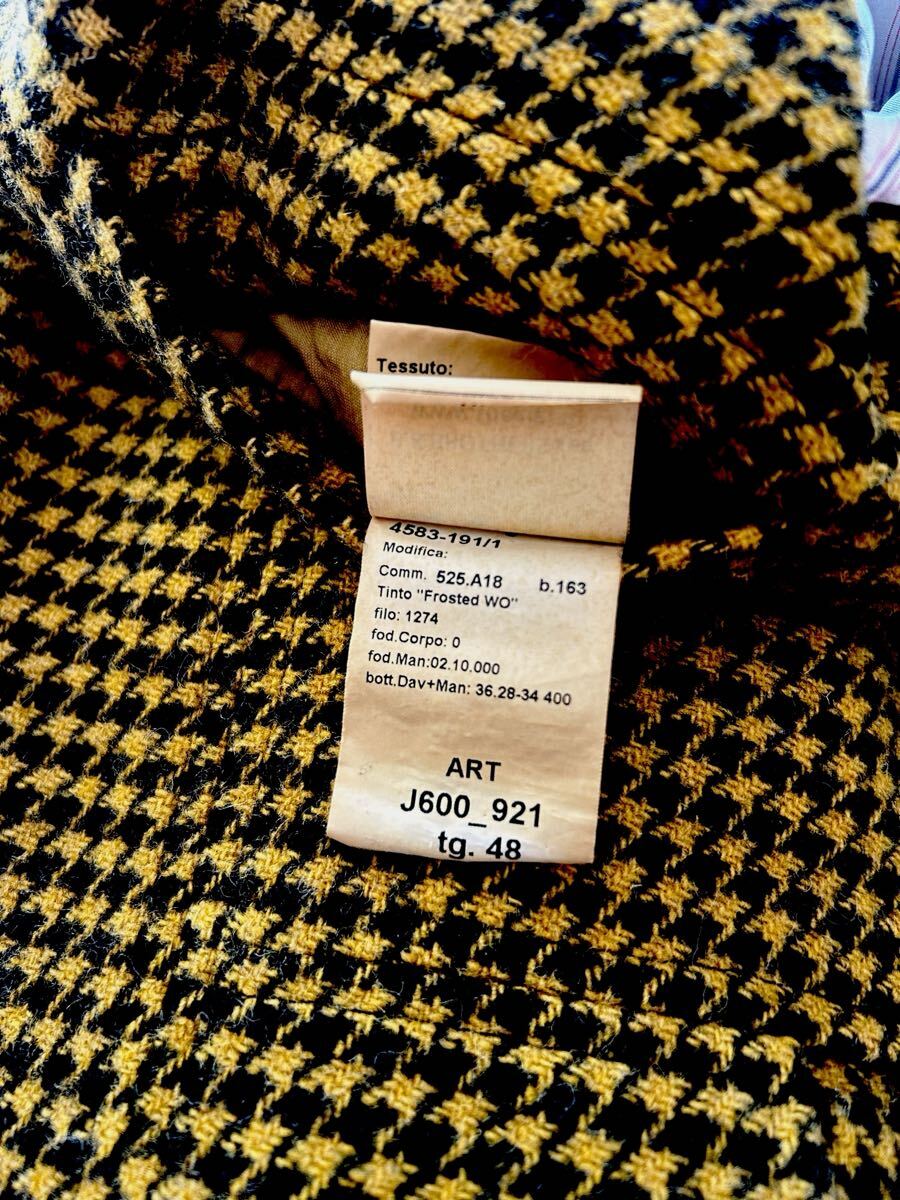 Tessuto:
4583-191/1
Modifica:
Comm. 525.A18 b.163
Tinto "Frosted WO"
filo: 1274
fod.Corpo: 0
fod.Man:02.10.000
bott.Dav+Man: 36.28-34 400
ART
J600_921
tg. 48